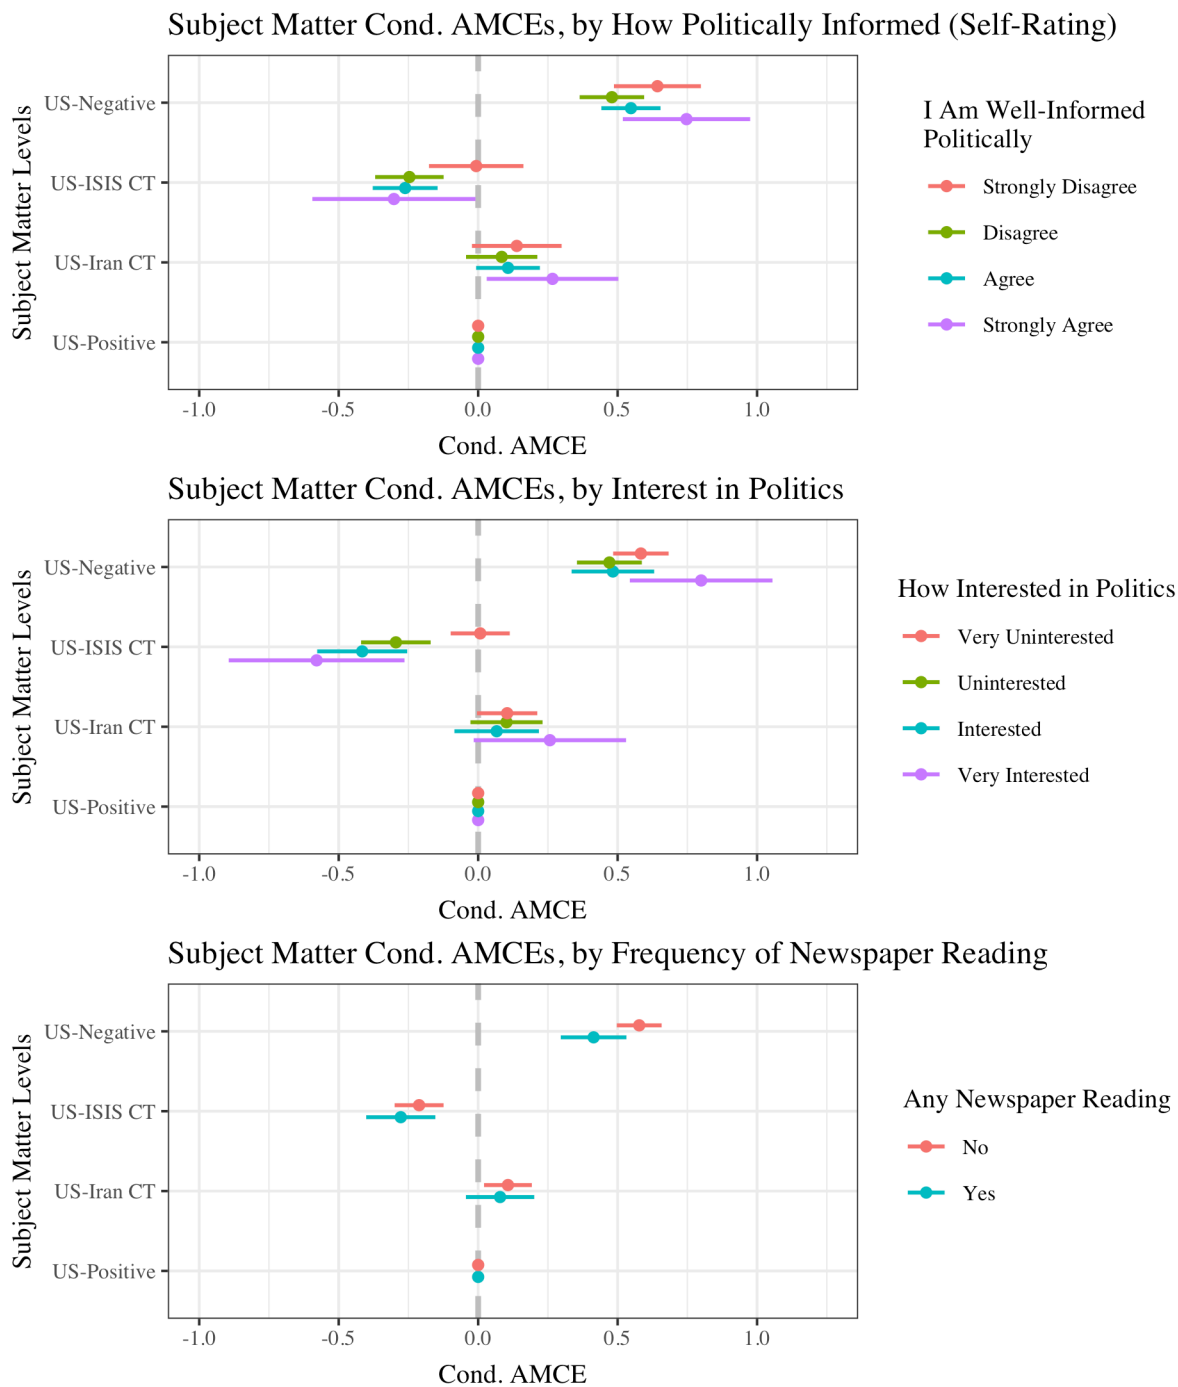 Subject Matter Cond. AMCEs, by How Politically Informed (Self-Rating)
Subject Matter Levels
US-Negative
US-ISIS CT
US-Iran CT
US-Positive
-1.0 -0.5 0.0 0.5 1.0
Cond. AMCE
I Am Well-Informed
Politically
Strongly Disagree
Disagree
Agree
Strongly Agree
Subject Matter Cond. AMCEs, by Interest in Politics
Subject Matter Levels
US-Negative
US-ISIS CT
US-Iran CT
US-Positive
-1.0 -0.5 0.0 0.5 1.0
Cond. AMCE
How Interested in Politics
Very Uninterested
Uninterested
Interested
Very Interested
Subject Matter Cond. AMCEs, by Frequency of Newspaper Reading
Subject Matter Levels
US-Negative
US-ISIS CT
US-Iran CT
US-Positive
-1.0 -0.5 0.0 0.5 1.0
Cond. AMCE
Any Newspaper Reading
No
Yes